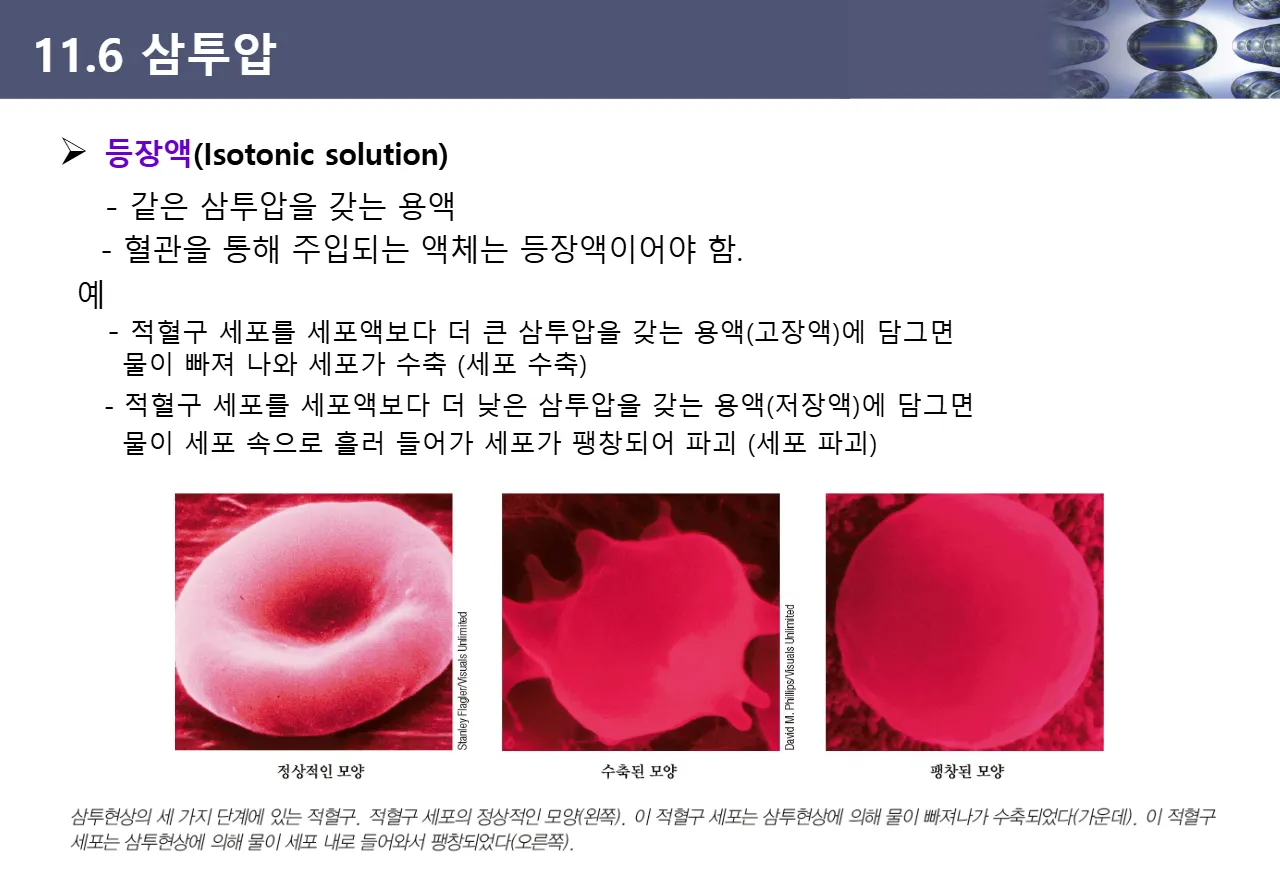 11.6 삼투압
➢ 등장액(Isotonic solution)
- 같은 삼투압을 갖는 용액
- 혈관을 통해 주입되는 액체는 등장액이어야 함.
예
- 적혈구 세포를 세포액보다 더 큰 삼투압을 갖는 용액(고장액)에 담그면
물이 빠져 나와 세포가 수축 (세포 수축)
- 적혈구 세포를 세포액보다 더 낮은 삼투압을 갖는 용액(저장액)에 담그면
물이 세포 속으로 흘러 들어가 세포가 팽창되어 파괴 (세포 파괴)
Stanley Flagler/Visuals Unlimited
David M. Phillips/Visuals Unlimited
정상적인 모양
수축된 모양
팽창된 모양
삼투현상의 세 가지 단계에 있는 적혈구. 적혈구 세포의 정상적인 모양(왼쪽). 이 적혈구 세포는 삼투현상에 의해 물이 빠져나가 수축되었다(가운데). 이 적혈구
세포는 삼투현상에 의해 물이 세포 내로 들어와서 팽창되었다(오른쪽).